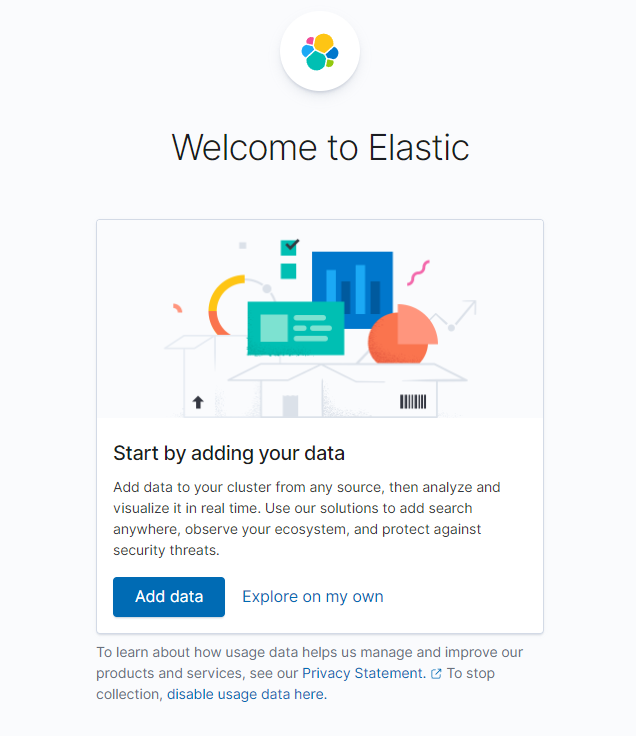 Welcome to Elastic
Start by adding your data
Add data to your cluster from any source, then analyze and
visualize it in real time. Use our solutions to add search
anywhere, observe your ecosystem, and protect against
security threats.
Add data
Explore on my own
To learn about how usage data helps us manage and improve our
products and services, see our Privacy Statement. To stop
collection, disable usage data here.